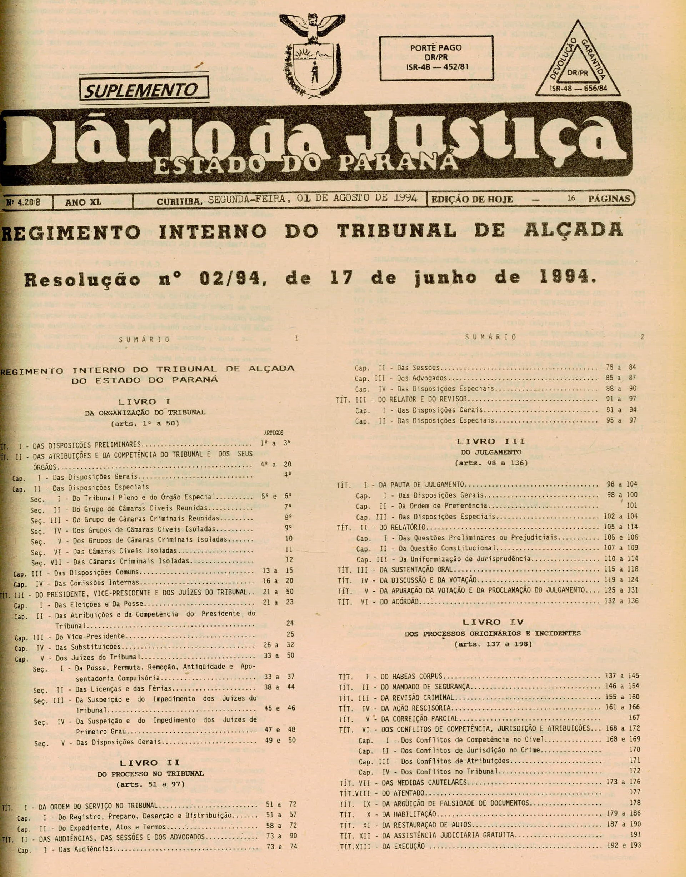 PORTE PAGO
DR/PR
ISR-48 — 452/81
DEVOLUÇÃO GARANTIDA
DR/PR
ISR-48 — 656/84
SUPLEMENTO
Diário da Justiça
ESTADO DO PARANÁ
Nº 4.208 ANO XL CURITIBA, SEGUNDA-FEIRA, 01 DE AGOSTO DE 1994 EDIÇÃO DE HOJE — 16 PÁGINAS
REGIMENTO INTERNO DO TRIBUNAL DE ALÇADA
Resolução nº 02/94, de 17 de junho de 1994.
SUMÁRIO 1
REGIMENTO INTERNO DO TRIBUNAL DE ALÇADA
DO ESTADO DO PARANÁ
LIVRO I
DA ORGANIZAÇÃO DO TRIBUNAL
(arts. 1º a 50)
ARTIGOS
TÍT. I - DAS DISPOSIÇÕES PRELIMINARES 1º a 3º
TÍT. II - DAS ATRIBUIÇÕES E DA COMPETÊNCIA DO TRIBUNAL E DOS SEUS
ÓRGÃOS 4º a 20
Cap. I - Das Disposições Gerais 4º
Cap. II - Das Disposições Especiais
Seç. I - Do Tribunal Pleno e do Órgão Especial 5º e 6º
Seç. II - Do Grupo de Câmaras Cíveis Reunidas 7º
Seç. III - Do Grupo de Câmaras Criminais Reunidas 8º
Seç. IV - Dos Grupos de Câmaras Cíveis Isoladas 9º
Seç. V - Dos Grupos de Câmaras Criminais Isoladas 10
Seç. VI - Das Câmaras Cíveis Isoladas 11
Seç. VII - Das Câmaras Criminais Isoladas 12
Cap. III - Das Disposições Comuns 13 a 15
Cap. IV - Das Comissões Internas 16 a 20
TÍT. III - DO PRESIDENTE, VICE-PRESIDENTE E DOS JUÍZES DO TRIBUNAL 21 a 50
Cap. I - Das Eleições e Da Posse 21 a 23
Cap. II - Das Atribuições e da Competência do Presidente do
Tribunal 24
Cap. III - Do Vice-Presidente 25
Cap. IV - Das Substituições 26 a 32
Cap. V - Dos Juízes do Tribunal 33 a 50
Seç. I - Da Posse, Permuta, Remoção, Antigüidade e Apo-
sentadoria Compulsória 33 a 37
Seç. II - Das Licenças e das Férias 38 a 44
Seç. III - Da Suspeição e do Impedimento dos Juízes do
Tribunal 45 e 46
Seç. IV - Da Suspeição e do Impedimento dos Juízes de
Primeiro Grau 47 e 48
Seç. V - Das Disposições Gerais 49 e 50
LIVRO II
DO PROCESSO NO TRIBUNAL
(arts. 51 a 97)
TÍT. I - DA ORDEM DO SERVIÇO NO TRIBUNAL 51 a 72
Cap. I - Do Registro, Preparo, Deserção e Distribuição 51 a 57
Cap. II - Do Expediente, Atos e Termos 58 a 72
TÍT. II - DAS AUDIÊNCIAS, DAS SESSÕES E DOS ADVOGADOS 73 a 90
Cap. I - Das Audiências 73 e 74
SUMÁRIO 2
Cap. II - Das Sessões 75 a 84
Cap. III - Dos Advogados 85 a 87
Cap. IV - Das Disposições Especiais 88 a 90
TÍT. III - DO RELATOR E DO REVISOR 91 a 97
Cap. I - Das Disposições Gerais 91 a 94
Cap. II - Das Disposições Especiais 95 a 97
LIVRO III
DO JULGAMENTO
(arts. 98 a 136)
TÍT. I - DA PAUTA DE JULGAMENTO 98 a 104
Cap. I - Das Disposições Gerais 98 a 100
Cap. II - Da Ordem de Preferência 101
Cap. III - Das Disposições Especiais 102 a 104
TÍT. II - DO RELATÓRIO 105 a 114
Cap. I - Das Questões Preliminares ou Prejudiciais 105 e 106
Cap. II - Da Questão Constitucional 107 a 109
Cap. III - Da Uniformização de Jurisprudência 110 a 114
TÍT. III - DA SUSTENTAÇÃO ORAL 115 a 118
TÍT. IV - DA DISCUSSÃO E DA VOTAÇÃO 119 a 124
TÍT. V - DA APURAÇÃO DA VOTAÇÃO E DA PROCLAMAÇÃO DO JULGAMENTO 125 a 131
TÍT. VI - DO ACÓRDÃO 132 a 136
LIVRO IV
DOS PROCESSOS ORIGINÁRIOS E INCIDENTES
(arts. 137 a 198)
TÍT. I - DO HABEAS CORPUS 137 a 145
TÍT. II - DO MANDADO DE SEGURANÇA 146 a 154
TÍT. III - DA REVISÃO CRIMINAL 155 a 160
TÍT. IV - DA AÇÃO RESCISÓRIA 161 a 166
TÍT. V - DA CORREIÇÃO PARCIAL 167
TÍT. VI - DOS CONFLITOS DE COMPETÊNCIA, JURISDIÇÃO E ATRIBUIÇÕES 168 a 172
Cap. I - Dos Conflitos de Competência no Cível 168 e 169
Cap. II - Dos Conflitos de Jurisdição no Crime 170
Cap. III - Dos Conflitos de Atribuições 171
Cap. IV - Dos Conflitos no Tribunal 172
TÍT. VII - DAS MEDIDAS CAUTELARES 173 a 176
TÍT. VIII - DO ATENTADO 177
TÍT. IX - DA ARGÜIÇÃO DE FALSIDADE DE DOCUMENTOS 178
TÍT. X - DA HABILITAÇÃO 179 a 186
TÍT. XI - DA RESTAURAÇÃO DE AUTOS 187 a 190
TÍT. XII - DA ASSISTÊNCIA JUDICIÁRIA GRATUITA 191
TÍT. XIII - DA EXECUÇÃO 192 e 193